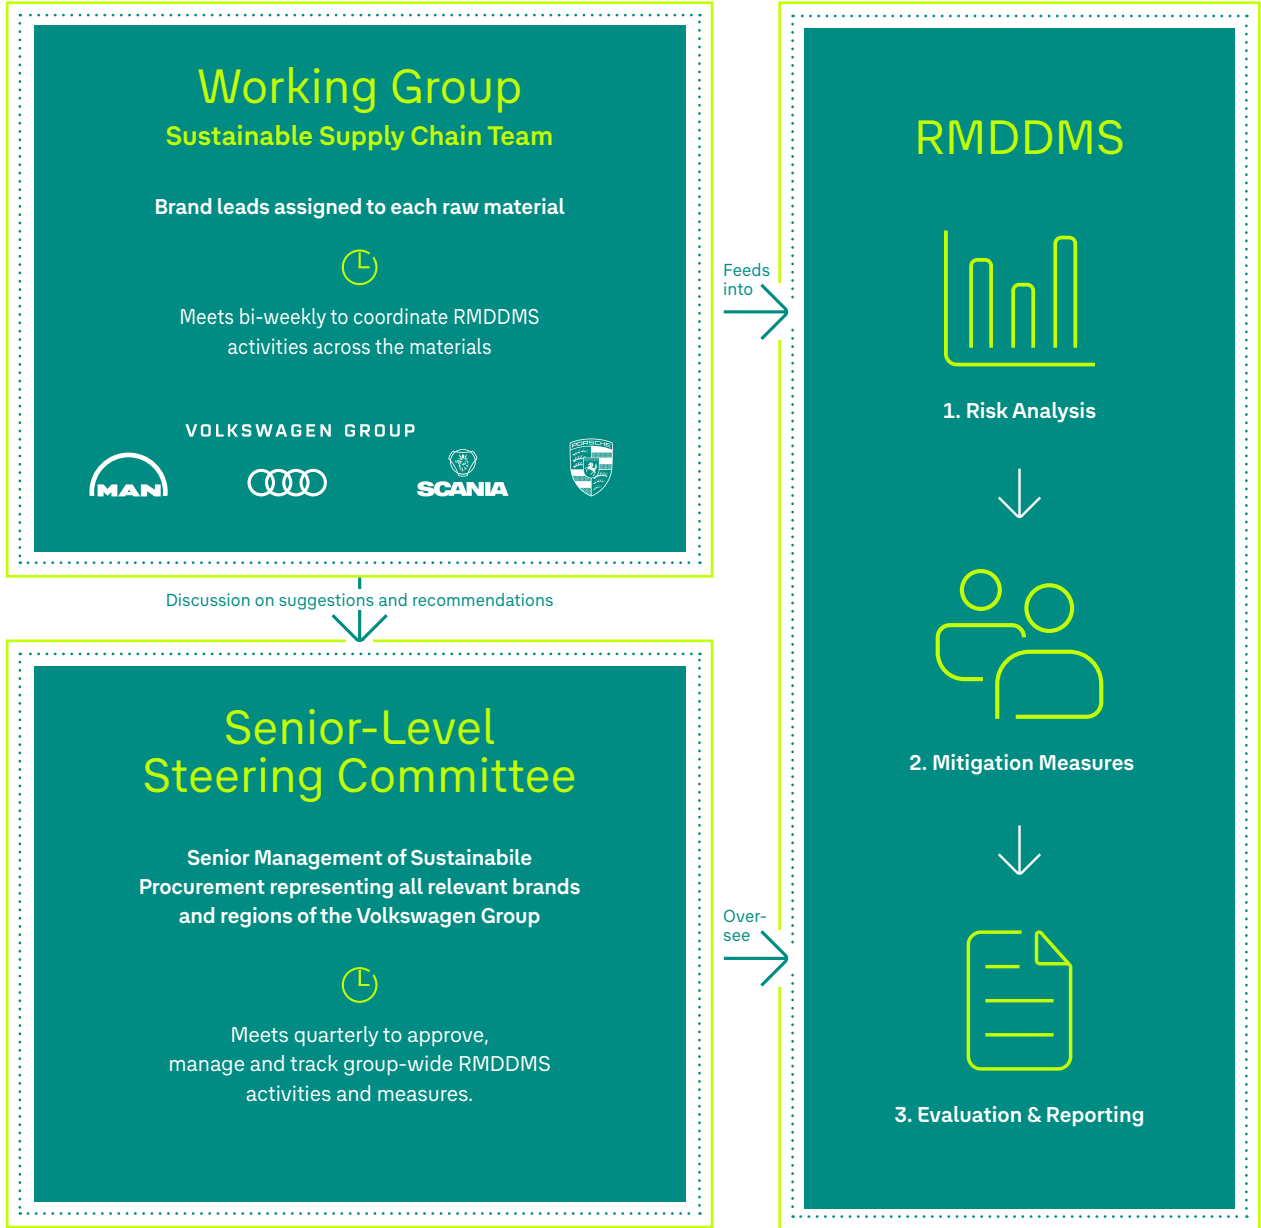 Working Group
Sustainable Supply Chain Team
Brand leads assigned to each raw material
Meets bi-weekly to coordinate RMDDMS
activities across the materials
VOLKSWAGEN GROUP
MAN
SCANIA
PORSCHE
Feeds
into
Discussion on suggestions and recommendations
Senior-Level
Steering Committee
Senior Management of Sustainabile
Procurement representing all relevant brands
and regions of the Volkswagen Group
Meets quarterly to approve,
manage and track group-wide RMDDMS
activities and measures.
Over-
see
RMDDMS
1. Risk Analysis
2. Mitigation Measures
3. Evaluation & Reporting